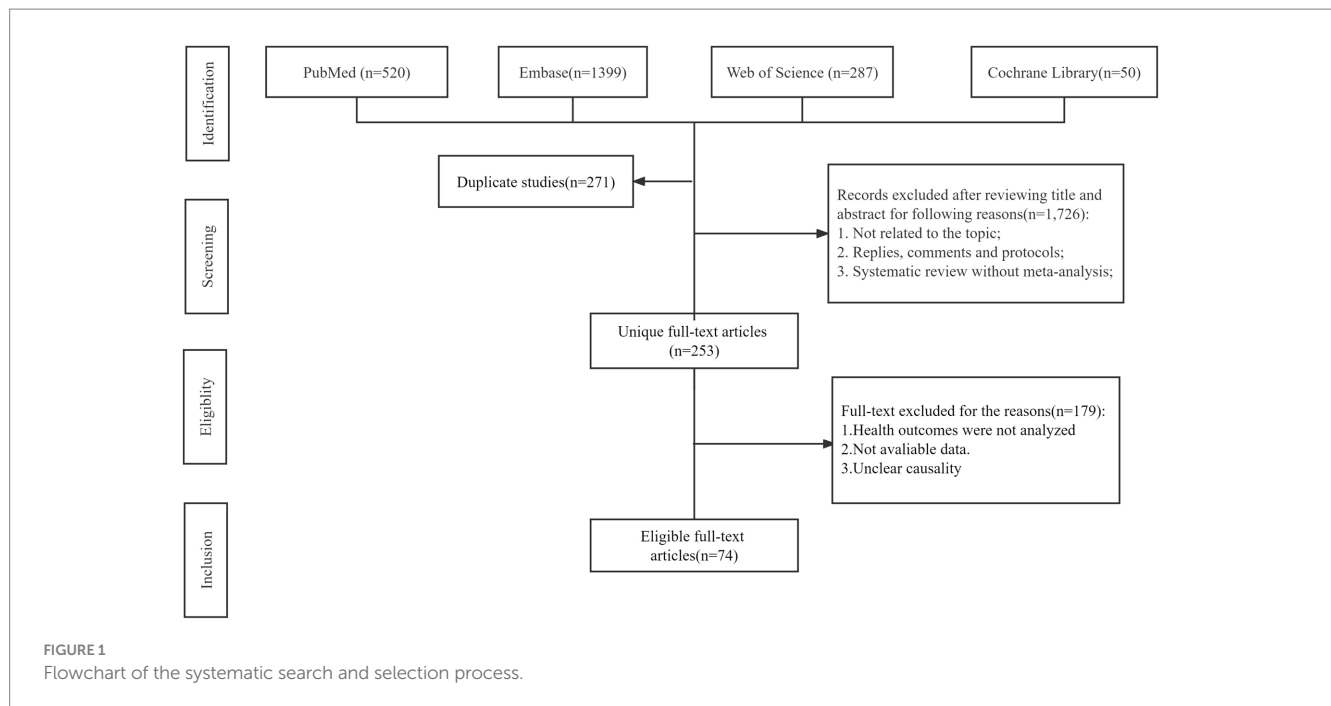 Identification
PubMed (n=520)
Embase(n=1399)
Web of Science (n=287)
Cochrane Library(n=50)
Duplicate studies(n=271)
Screening
Records excluded after reviewing title and
abstract for following reasons(n=1,726):
1. Not related to the topic;
2. Replies, comments and protocols;
3. Systematic review without meta-analysis;
Unique full-text articles
(n=253)
Eligiblity
Full-text excluded for the reasons(n=179):
1.Health outcomes were not analyzed
2.Not avaliable data.
3.Unclear causality
Inclusion
Eligible full-text
articles(n=74)
FIGURE 1
Flowchart of the systematic search and selection process.